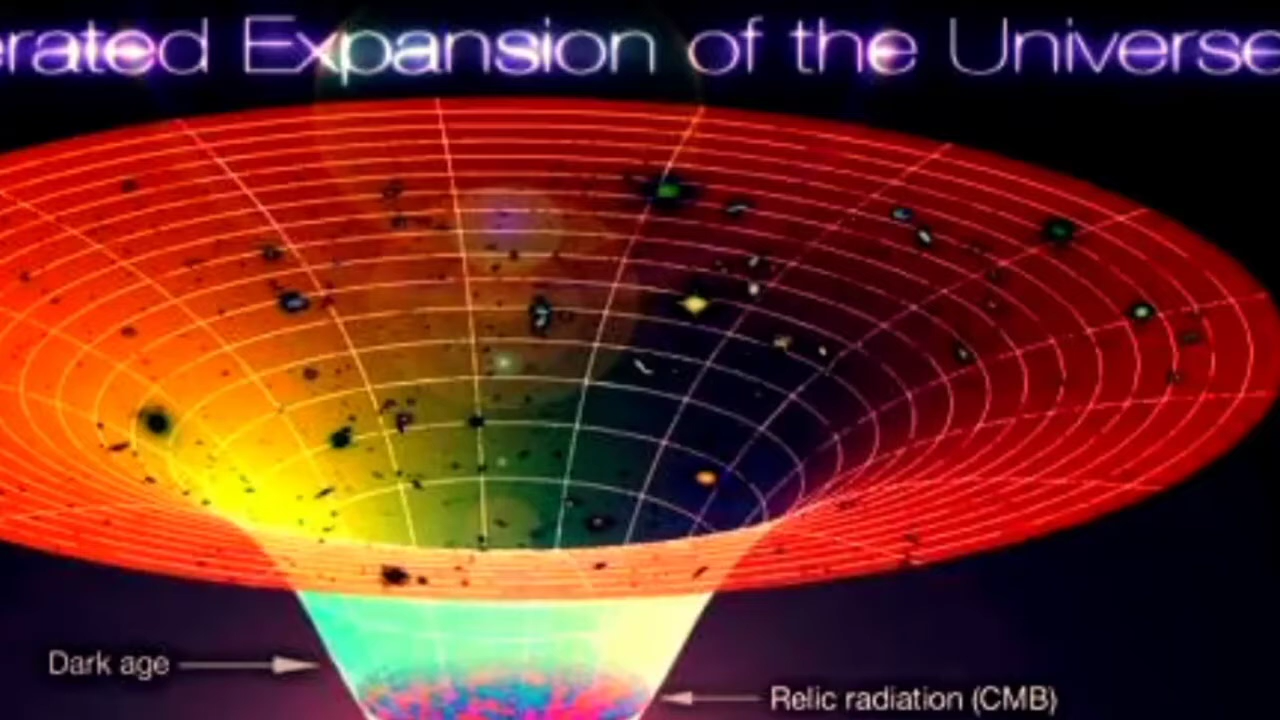 erated Expansion of the Universe
Dark age
Relic radiation (CMB)